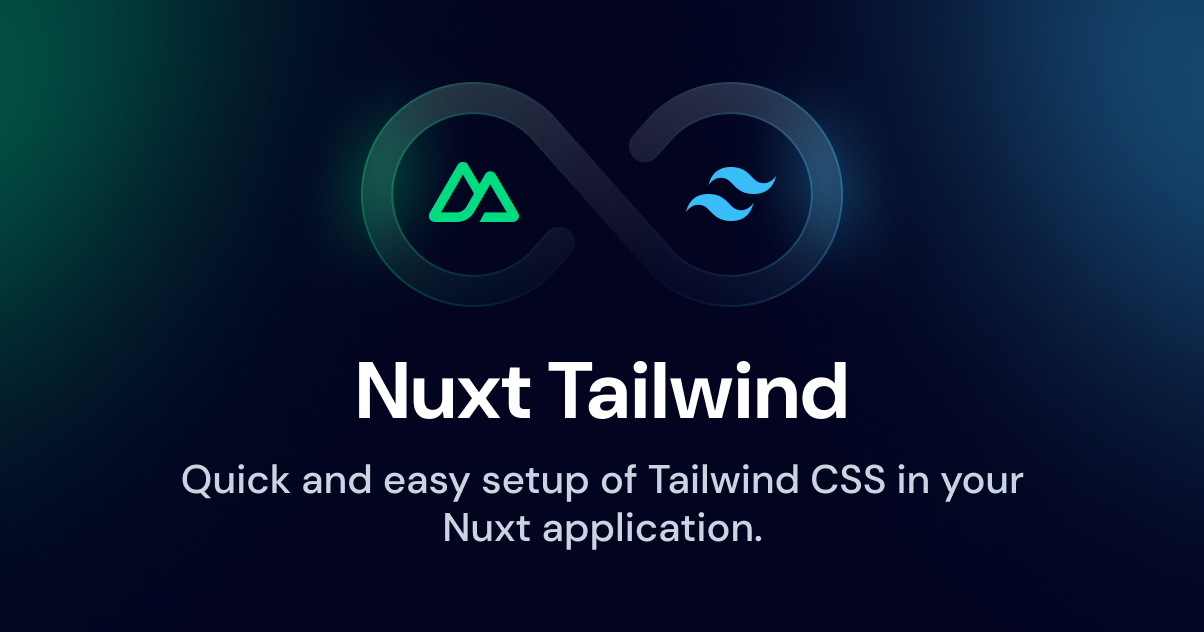 Nuxt Tailwind
Quick and easy setup of Tailwind CSS in your
Nuxt application.